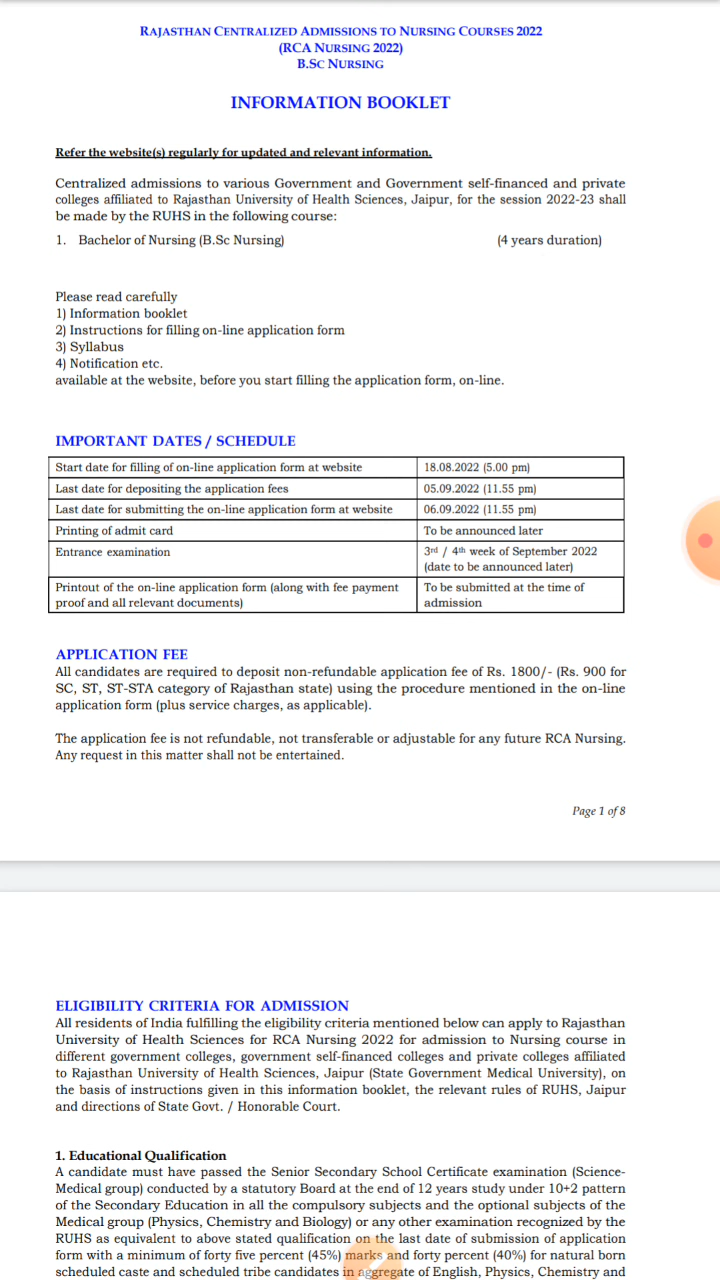 RAJASTHAN CENTRALIZED ADMISSIONS TO NURSING COURSES 2022
(RCA NURSING 2022)
B.SC NURSING
INFORMATION BOOKLET
Refer the website(s) regularly for updated and relevant information.
Centralized admissions to various Government and Government self-financed and private
colleges affiliated to Rajasthan University of Health Sciences, Jaipur, for the session 2022-23 shall
be made by the RUHS in the following course:
1. Bachelor of Nursing (B.Sc Nursing) (4 years duration)
Please read carefully
1) Information booklet
2) Instructions for filling on-line application form
3) Syllabus
4) Notification etc.
available at the website, before you start filling the application form, on-line.
IMPORTANT DATES / SCHEDULE
Start date for filling of on-line application form at website 18.08.2022 (5.00 pm)
Last date for depositing the application fees 05.09.2022 (11.55 pm)
Last date for submitting the on-line application form at website 06.09.2022 (11.55 pm)
Printing of admit card To be announced later
Entrance examination 3rd / 4th week of September 2022
(date to be announced later)
Printout of the on-line application form (along with fee payment To be submitted at the time of
proof and all relevant documents) admission
APPLICATION FEE
All candidates are required to deposit non-refundable application fee of Rs. 1800/- (Rs. 900 for
SC, ST, ST-STA category of Rajasthan state) using the procedure mentioned in the on-line
application form (plus service charges, as applicable).
The application fee is not refundable, not transferable or adjustable for any future RCA Nursing.
Any request in this matter shall not be entertained.
Page 1 of 8
ELIGIBILITY CRITERIA FOR ADMISSION
All residents of India fulfilling the eligibility criteria mentioned below can apply to Rajasthan
University of Health Sciences for RCA Nursing 2022 for admission to Nursing course in
different government colleges, government self-financed colleges and private colleges affiliated
to Rajasthan University of Health Sciences, Jaipur (State Government Medical University), on
the basis of instructions given in this information booklet, the relevant rules of RUHS, Jaipur
and directions of State Govt. / Honorable Court.
1. Educational Qualification
A candidate must have passed the Senior Secondary School Certificate examination (Science-
Medical group) conducted by a statutory Board at the end of 12 years study under 10+2 pattern
of the Secondary Education in all the compulsory subjects and the optional subjects of the
Medical group (Physics, Chemistry and Biology) or any other examination recognized by the
RUHS as equivalent to above stated qualification on the last date of submission of application
form with a minimum of forty five percent (45%) marks and forty percent (40%) for natural born
scheduled caste and scheduled tribe candidates in aggregate of English, Physics, Chemistry and